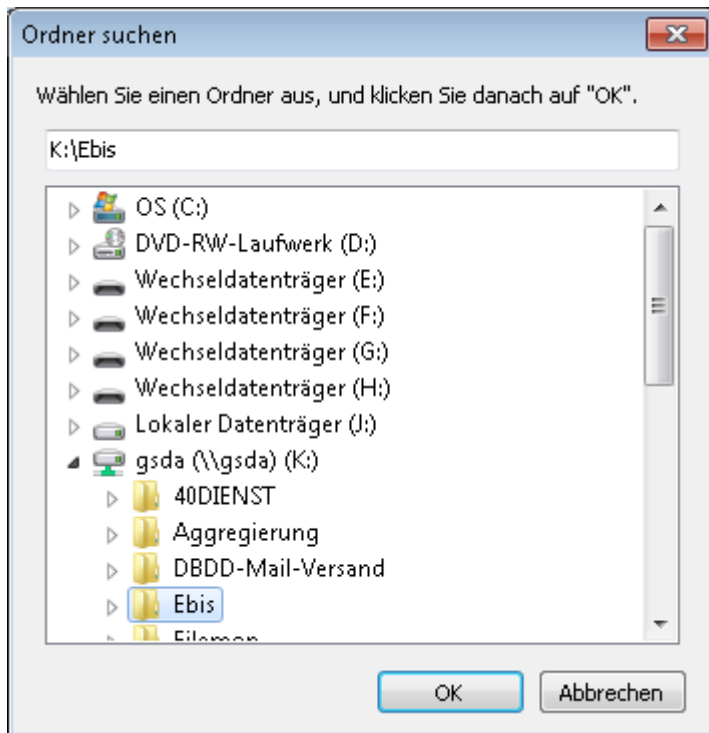 Ordner suchen
Wählen Sie einen Ordner aus, und klicken Sie danach auf "OK".
K:\Ebis
OS (C:)
DVD-RW-Laufwerk (D:)
Wechseldatenträger (E:)
Wechseldatenträger (F:)
Wechseldatenträger (G:)
Wechseldatenträger (H:)
Lokaler Datenträger (J:)
gsda (\\gsda) (K:)
40DIENST
Aggregierung
DBDD-Mail-Versand
Ebis
OK
Abbrechen